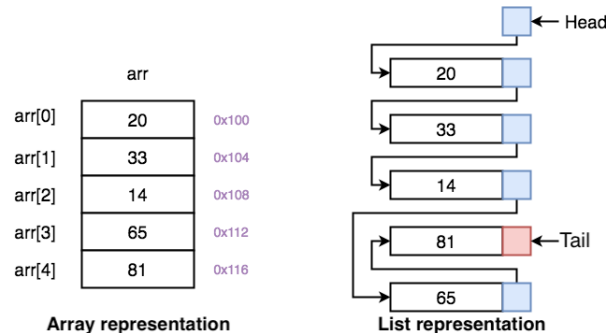 Head
arr
20
arr[0] 20 0x100
33
arr[1] 33 0x104
14
arr[2] 14 0x108
arr[3] 65 0x112
81 Tail
arr[4] 81 0x116
65
Array representation
List representation